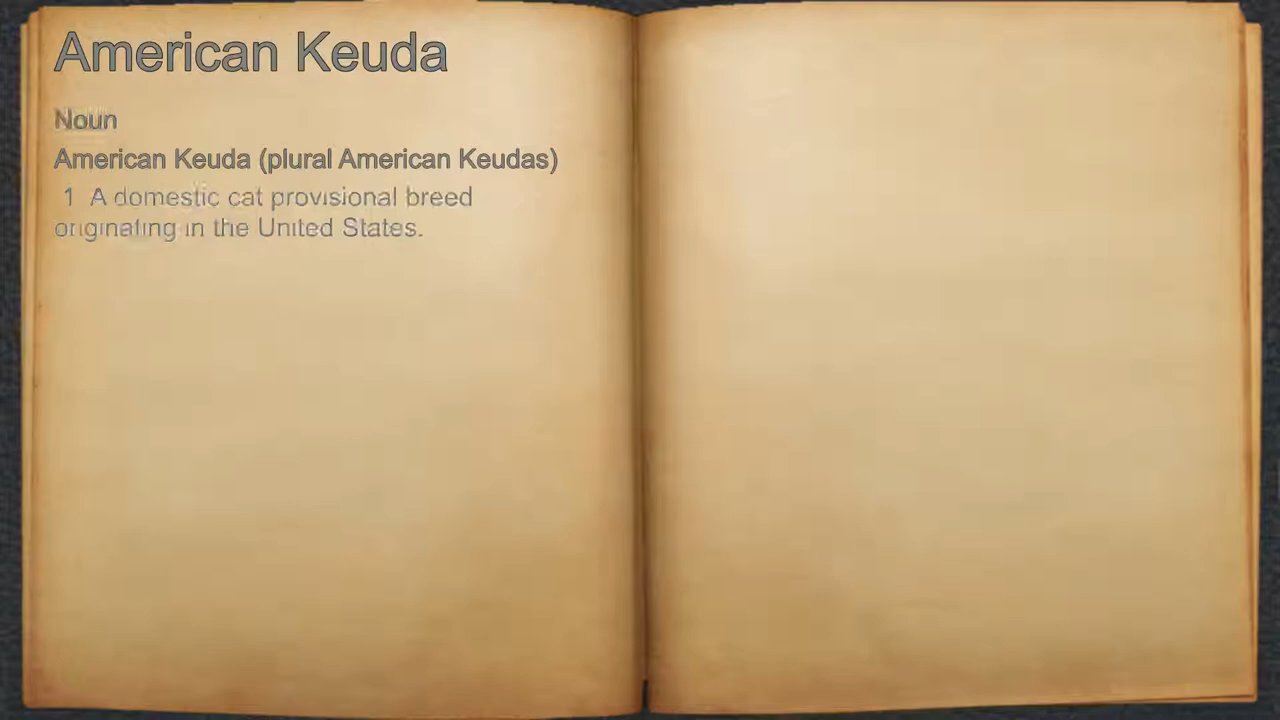 American Keuda
Noun
American Keuda (plural American Keudas)
1 A domestic cat provisional breed
originating in the United States.